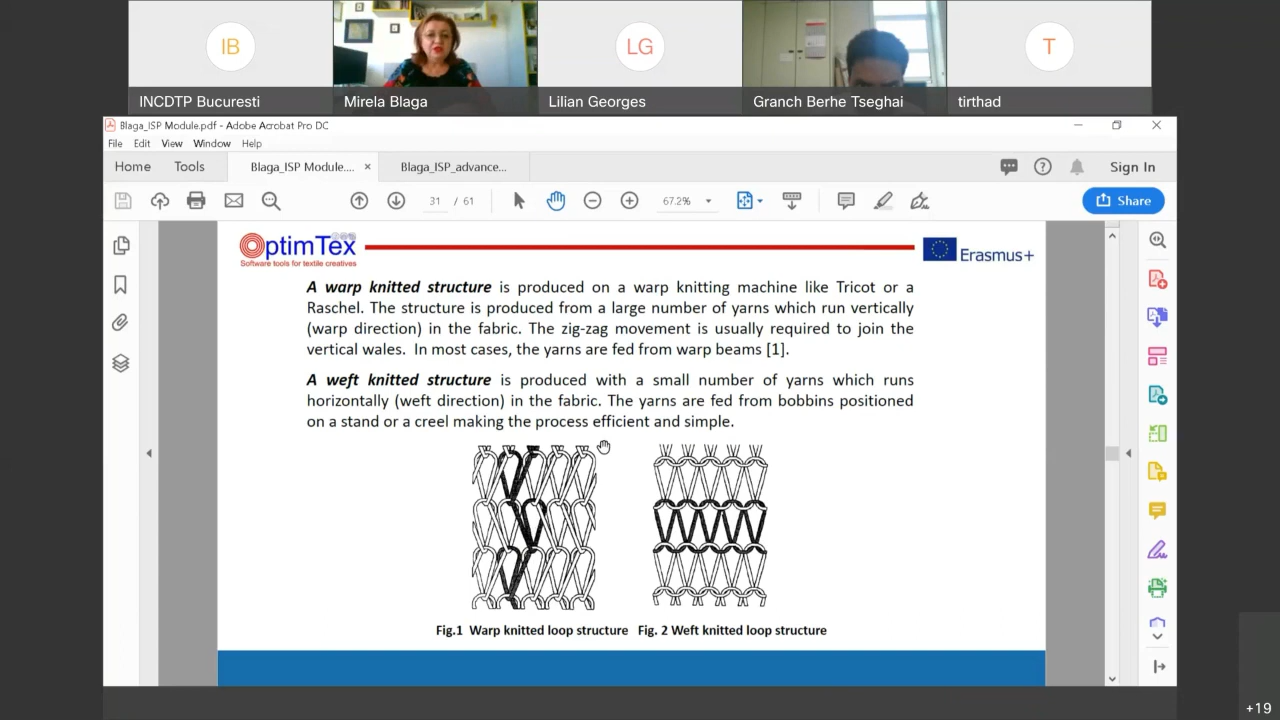 IB
LG
T
INCDTP Bucuresti
Mirela Blaga
Lilian Georges
Granch Berhe Tseghai
tirthad
Blaga_ISP Module.pdf - Adobe Acrobat Pro DC
File Edit View Window Help
Home Tools Blaga_ISP Module.... × Blaga_ISP_advance... Sign In
31 / 61 67.2% Share
OptimTex
Software tools for textile creatives
Erasmus+
A warp knitted structure is produced on a warp knitting machine like Tricot or a
Raschel. The structure is produced from a large number of yarns which run vertically
(warp direction) in the fabric. The zig-zag movement is usually required to join the
vertical wales. In most cases, the yarns are fed from warp beams [1].
A weft knitted structure is produced with a small number of yarns which runs
horizontally (weft direction) in the fabric. The yarns are fed from bobbins positioned
on a stand or a creel making the process efficient and simple.
Fig.1 Warp knitted loop structure Fig. 2 Weft knitted loop structure
+19